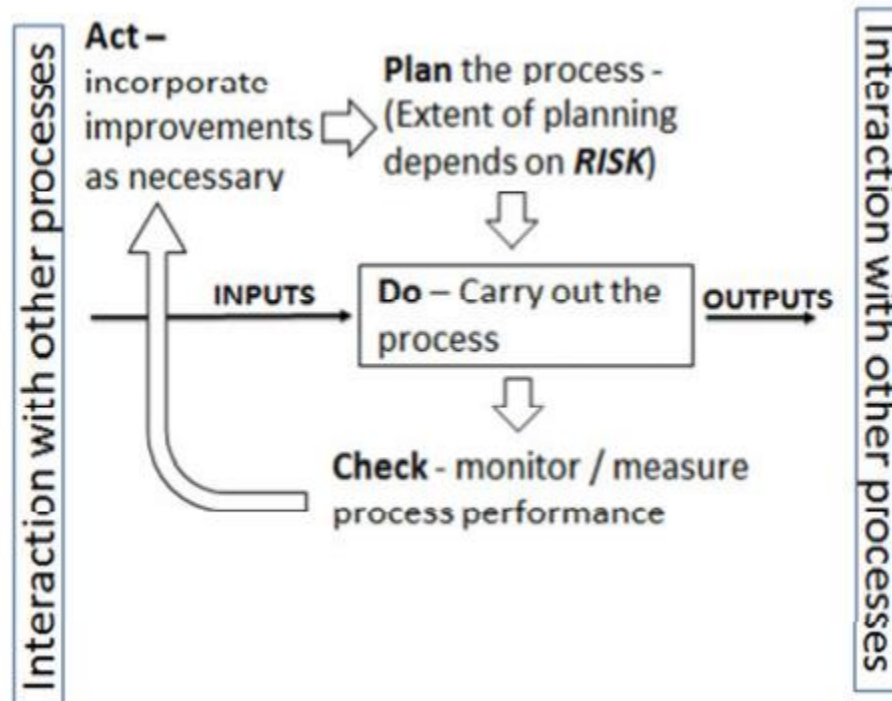 Interaction with other processes
Act –
incorporate
improvements
as necessary
Plan the process -
(Extent of planning
depends on RISK)
INPUTS
Do – Carry out the
process
OUTPUTS
Check - monitor / measure
process performance
Interaction with other processes